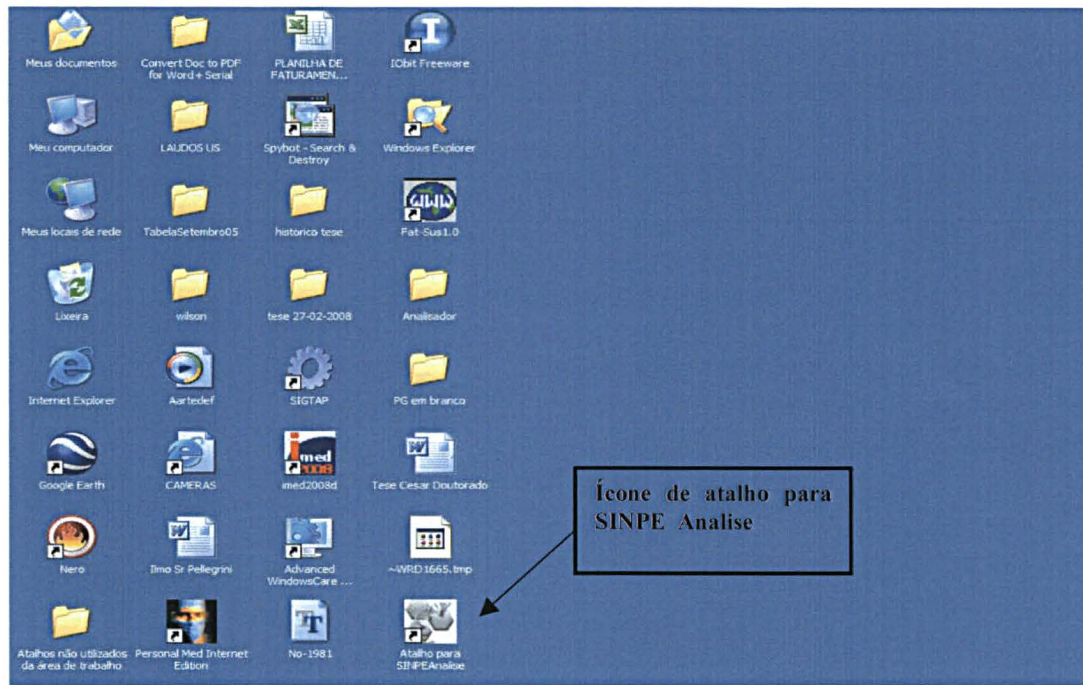 Meus documentos
Convert Doc to PDF
for Word + Serial
PLANILHA DE
FATURAMEN...
IObit Freeware
Meu computador
LAUDOS US
Spybot - Search &
Destroy
Windows Explorer
Meus locais de rede
TabelaSetembro05
historico tese
www
Fat-Sus1.0
Lixeira
wilson
tese 27-02-2008
Analisador
Internet Explorer
Aartedef
SIGTAP
PG em branco
Google Earth
CAMERAS
imed
2008
imed2008d
Tese Cesar Doutorado
Nero
Ilmo Sr Pellegrini
Advanced
WindowsCare ...
~WRD1665.tmp
Atalhos não utilizados
da área de trabalho
Personal Med Internet
Edition
No-1981
Atalho para
SINPEAnalise
Ícone de atalho para
SINPE Analise